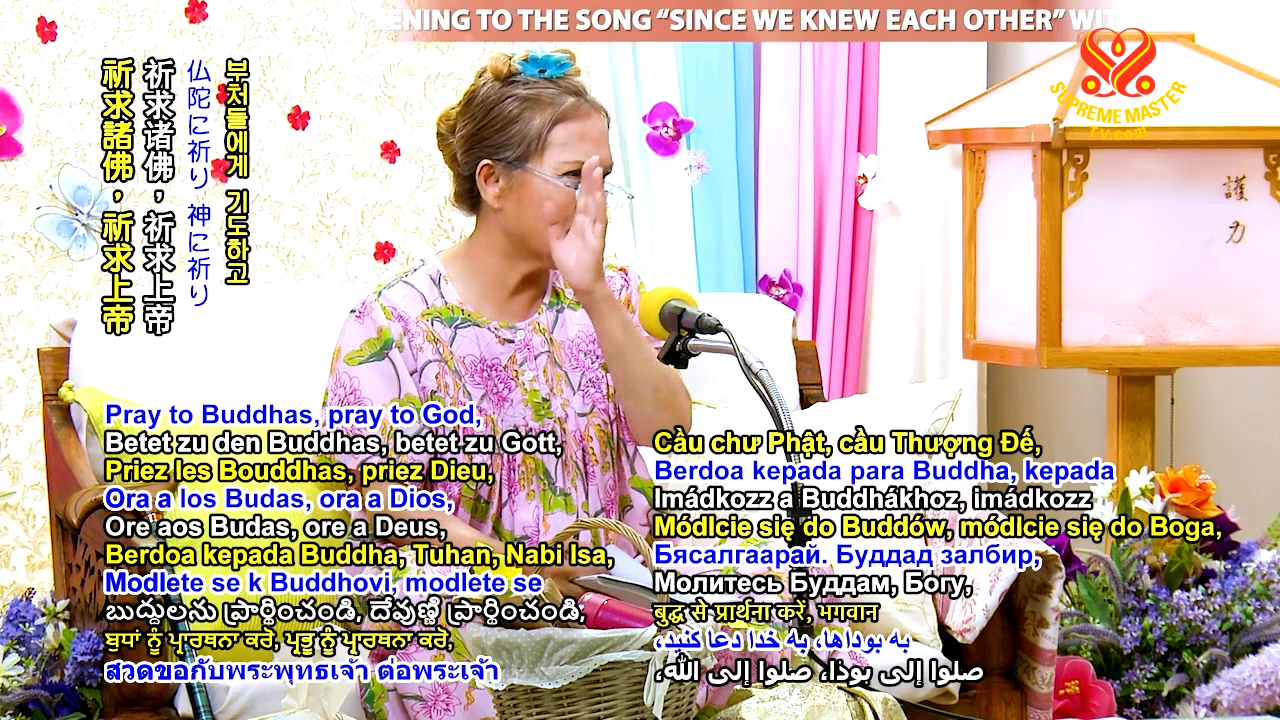 ENING TO THE SONG “SINCE WE KNEW EACH OTHER” WIT
SUPREME MASTER
TV.com
護
力
부처들에게 기도하고
仏陀に祈り 神に祈り
祈求诸佛，祈求上帝
祈求諸佛，祈求上帝
Pray to Buddhas, pray to God,
Betet zu den Buddhas, betet zu Gott,
Priez les Bouddhas, priez Dieu,
Ora a los Budas, ora a Dios,
Ore aos Budas, ore a Deus,
Berdoa kepada Buddha, Tuhan, Nabi Isa,
Modlete se k Buddhovi, modlete se
బుద్ధులను ప్రార్థించండి, దేవుణ్ణి ప్రార్థించండి,
ਬੁਧਾਂ ਨੂੰ ਪ੍ਰਾਰਥਨਾ ਕਰੋ, ਪ੍ਰਭੂ ਨੂੰ ਪ੍ਰਾਰਥਨਾ ਕਰੋ,
สวดขอกับพระพุทธเจ้า ต่อพระเจ้า
Cầu chư Phật, cầu Thượng Đế,
Berdoa kepada para Buddha, kepada
Imádkozz a Buddhákhoz, imádkozz
Módlcie się do Buddów, módlcie się do Boga,
Бясалгаарай. Буддад залбир,
Молитесь Буддам, Богу,
बुद्ध से प्रार्थना करें, भगवान
به بوداها، به خدا دعا کنید،
صلوا إلى بوذا، صلوا إلى الله،